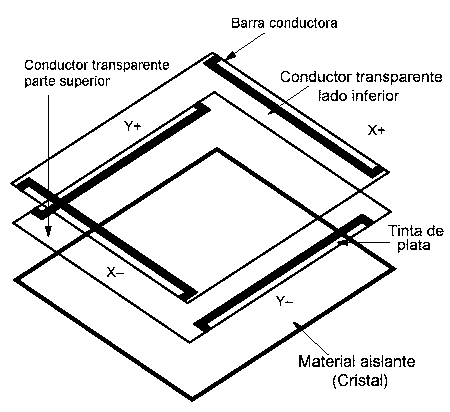 Barra conductora
Conductor transparente
parte superior
Conductor transparente
lado inferior
Y+
X+
Tinta de
plata
X–
Y–
Material aislante
(Cristal)